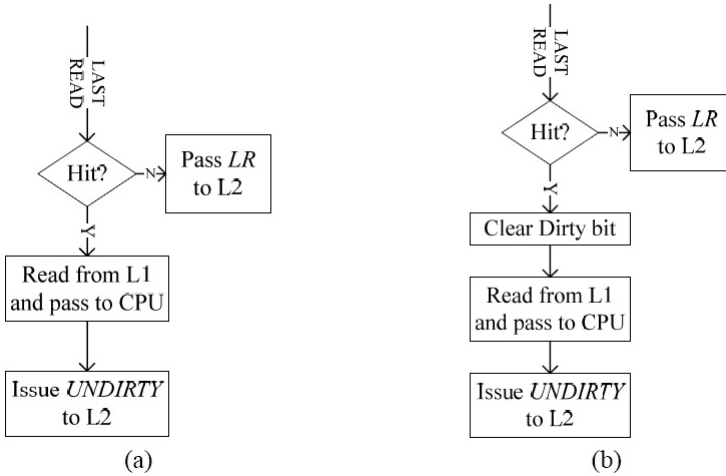 LAST
READ
Hit?
N
Pass LR
to L2
Y
Read from L1
and pass to CPU
Issue UNDIRTY
to L2
(a)
LAST
READ
Hit?
N
Pass LR
to L2
Y
Clear Dirty bit
Read from L1
and pass to CPU
Issue UNDIRTY
to L2
(b)